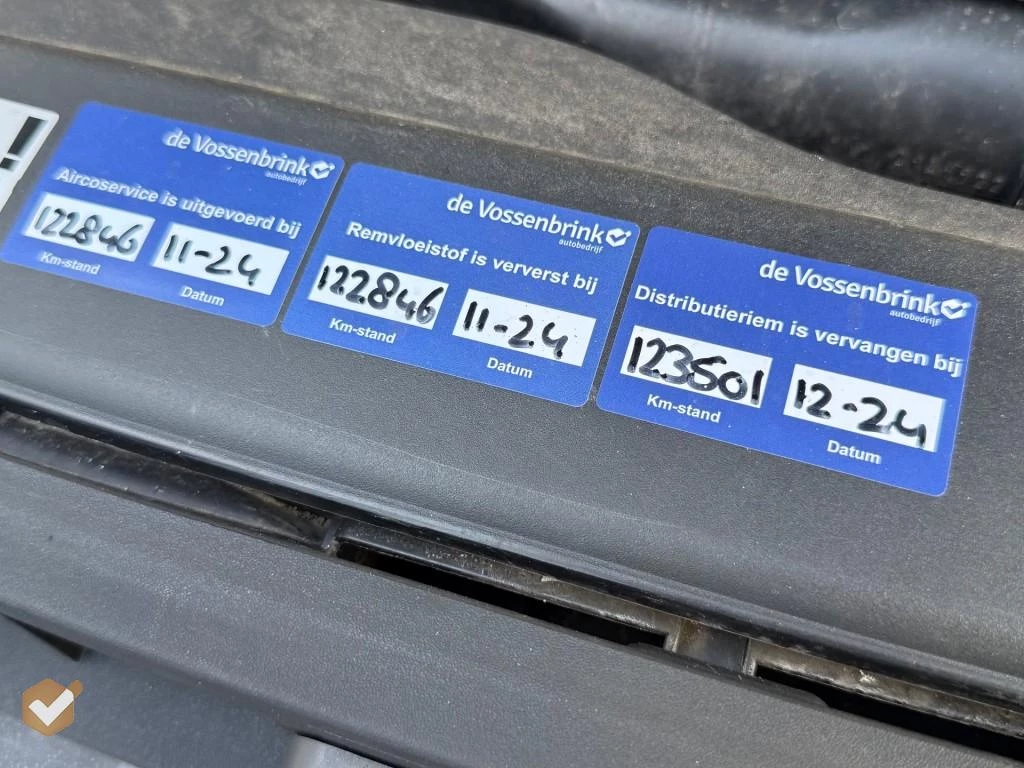 !
de Vossenbrink
autobedrijf
Aircoservice is uitgevoerd bij
122846
11-24
Km-stand
Datum
de Vossenbrink
autobedrijf
Remvloeistof is ververst bij
122846
11-24
Km-stand
Datum
de Vossenbrink
autobedrijf
Distributieriem is vervangen bij
123501
12-24
Km-stand
Datum